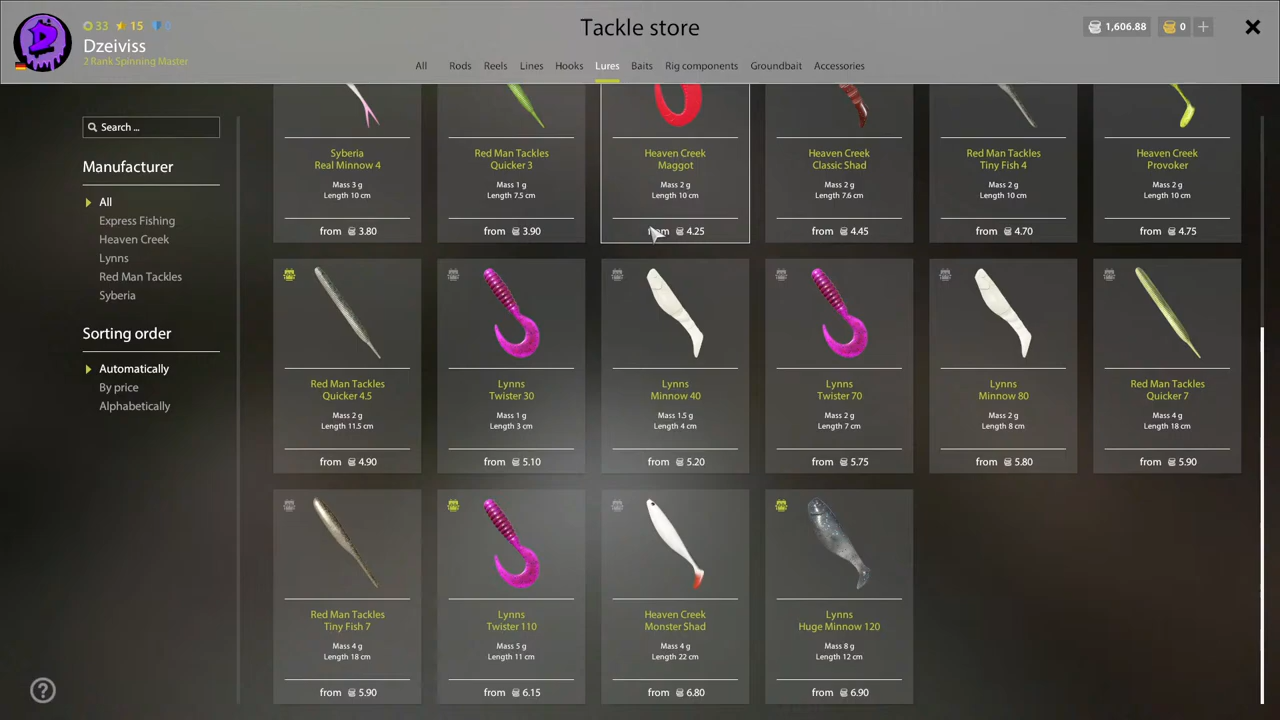 33 15 0
Tackle store
1,606.88 0
Dzeiviss
2 Rank Spinning Master
All Rods Reels Lines Hooks Lures Baits Rig components Groundbait Accessories
Search ...
Manufacturer
All
Express Fishing
Heaven Creek
Lynns
Red Man Tackles
Syberia
Sorting order
Automatically
By price
Alphabetically
Syberia
Real Minnow 4
Mass 3 g
Length 10 cm
from 3.80
Red Man Tackles
Quicker 3
Mass 1 g
Length 7.5 cm
from 3.90
Heaven Creek
Maggot
Mass 2 g
Length 10 cm
from 4.25
Heaven Creek
Classic Shad
Mass 2 g
Length 7.6 cm
from 4.45
Red Man Tackles
Tiny Fish 4
Mass 2 g
Length 10 cm
from 4.70
Heaven Creek
Provoker
Mass 2 g
Length 10 cm
from 4.75
Red Man Tackles
Quicker 4.5
Mass 2 g
Length 11.5 cm
from 4.90
Lynns
Twister 30
Mass 1 g
Length 3 cm
from 5.10
Lynns
Minnow 40
Mass 1.5 g
Length 4 cm
from 5.20
Lynns
Twister 70
Mass 2 g
Length 7 cm
from 5.75
Lynns
Minnow 80
Mass 2 g
Length 8 cm
from 5.80
Red Man Tackles
Quicker 7
Mass 4 g
Length 18 cm
from 5.90
Red Man Tackles
Tiny Fish 7
Mass 4 g
Length 18 cm
from 5.90
Lynns
Twister 110
Mass 5 g
Length 11 cm
from 6.15
Heaven Creek
Monster Shad
Mass 4 g
Length 22 cm
from 6.80
Lynns
Huge Minnow 120
Mass 8 g
Length 12 cm
from 6.90
?